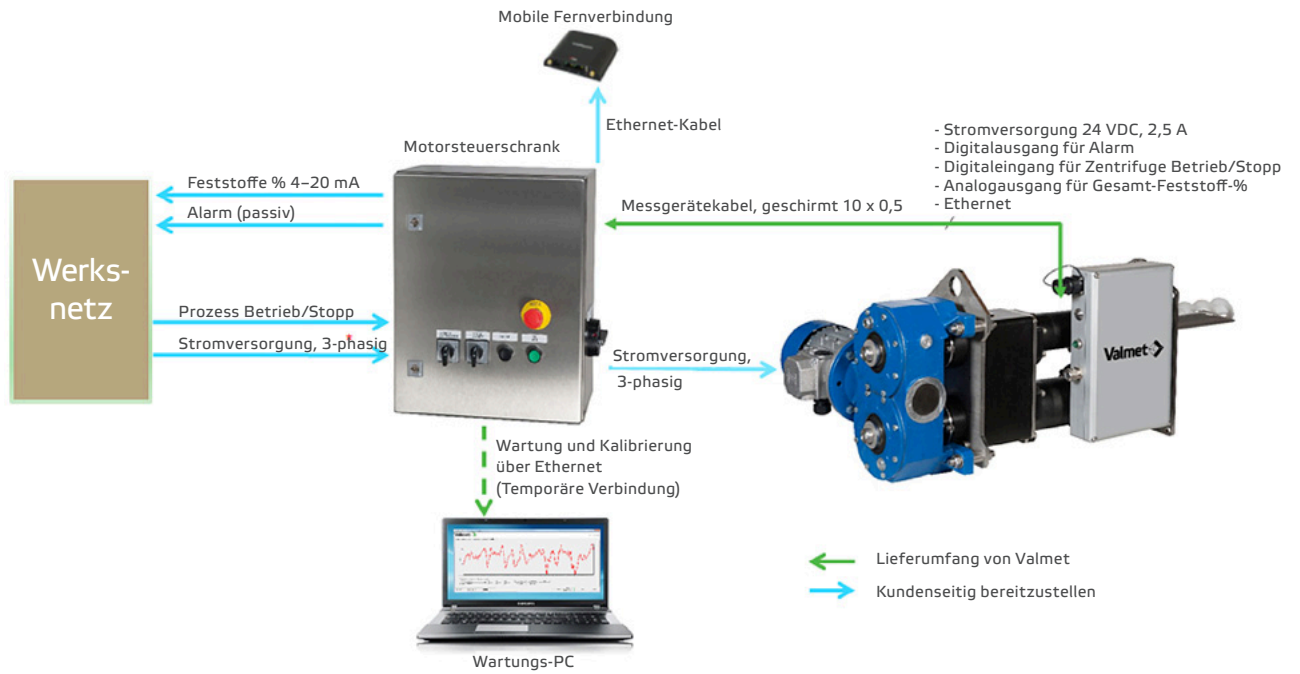 Mobile Fernverbindung
Ethernet-Kabel
Motorsteuerschrank
- Stromversorgung 24 VDC, 2,5 A
- Digitalausgang für Alarm
- Digitaleingang für Zentrifuge Betrieb/Stopp
- Analogausgang für Gesamt-Feststoff-%
- Ethernet
Feststoffe % 4–20 mA
Alarm (passiv)
Messgerätekabel, geschirmt 10 x 0,5
Werks-
netz
Prozess Betrieb/Stopp
Stromversorgung, 3-phasig
*
Stromversorgung,
3-phasig
Valmet
Wartung und Kalibrierung
über Ethernet
(Temporäre Verbindung)
Valmet
Lieferumfang von Valmet
Kundenseitig bereitzustellen
Wartungs-PC